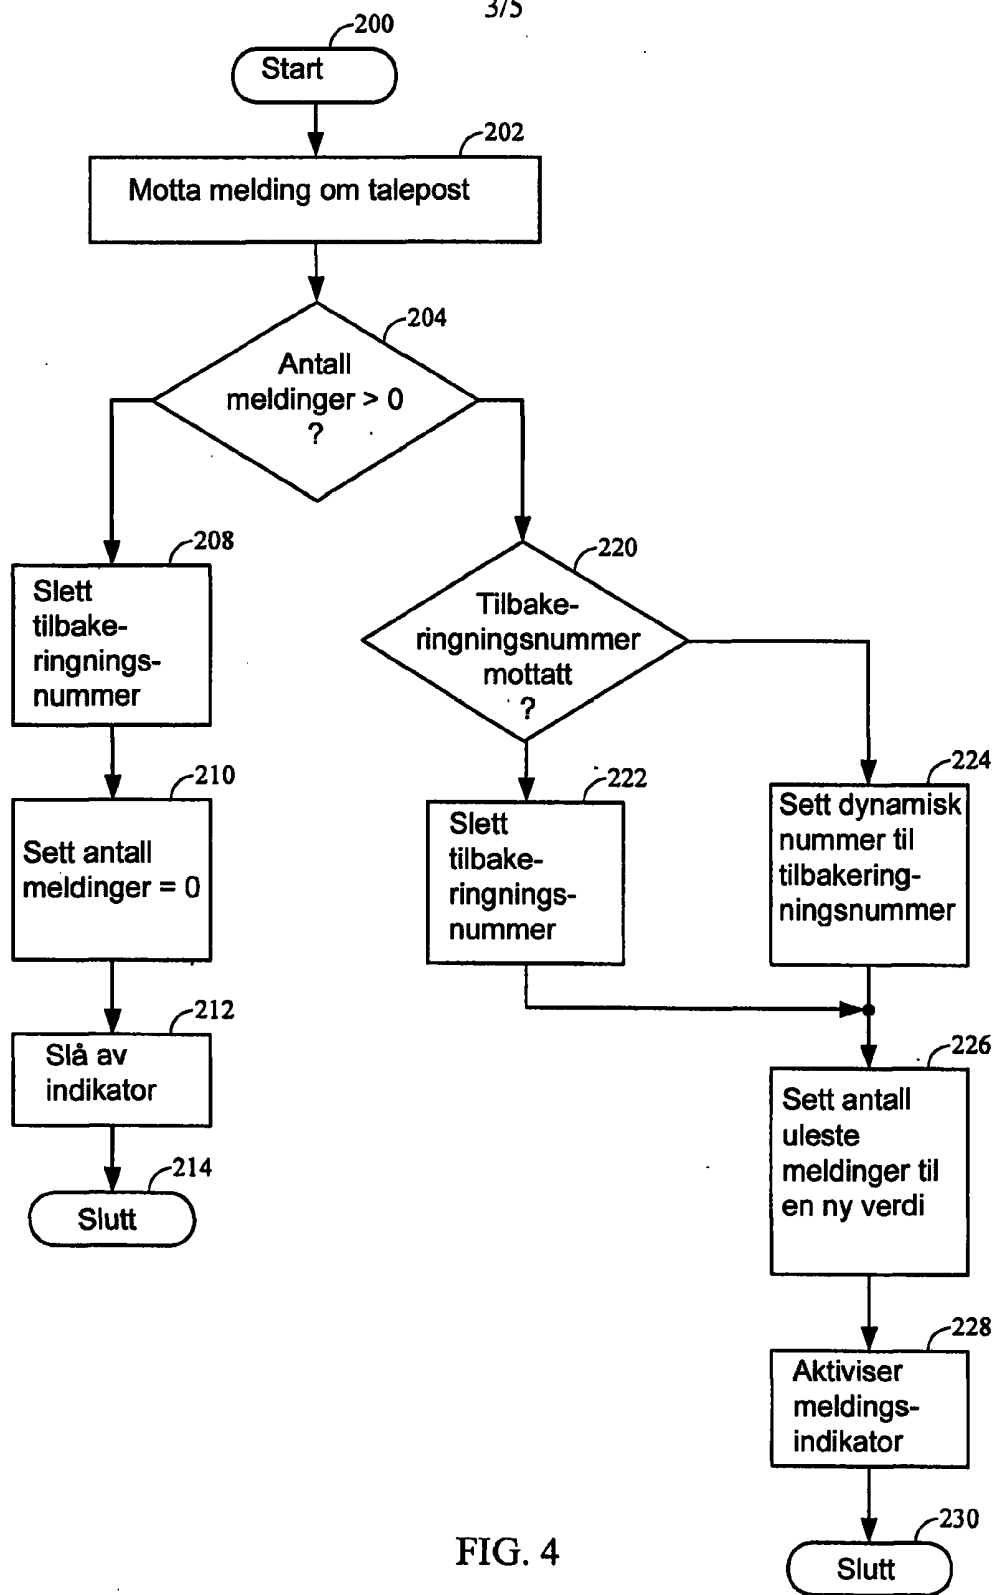 3/5
200
Start
202
Motta melding om talepost
204
Antall
meldinger > 0
?
208
Slett
tilbake-
ringnings-
nummer
220
Tilbake-
ringningsnummer
mottatt
?
210
Sett antall
meldinger = 0
222
Slett
tilbake-
ringnings-
nummer
224
Sett dynamisk
nummer til
tilbakering-
ningsnummer
212
Slå av
indikator
214
Slutt
226
Sett antall
uleste
meldinger til
en ny verdi
228
Aktiviser
meldings-
indikator
230
Slutt
FIG. 4